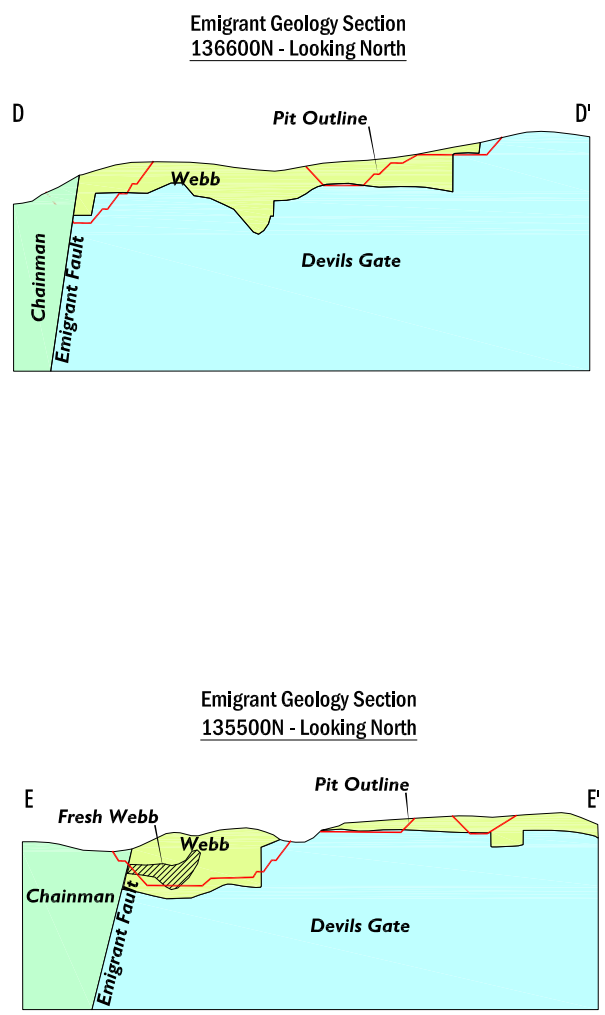 Emigrant Geology Section
136600N - Looking North
D
D'
Pit Outline
Webb
Chainman
Emigrant Fault
Devils Gate
Emigrant Geology Section
135500N - Looking North
E
Pit Outline
E'
Fresh Webb
Webb
Chainman
Emigrant Fault
Devils Gate